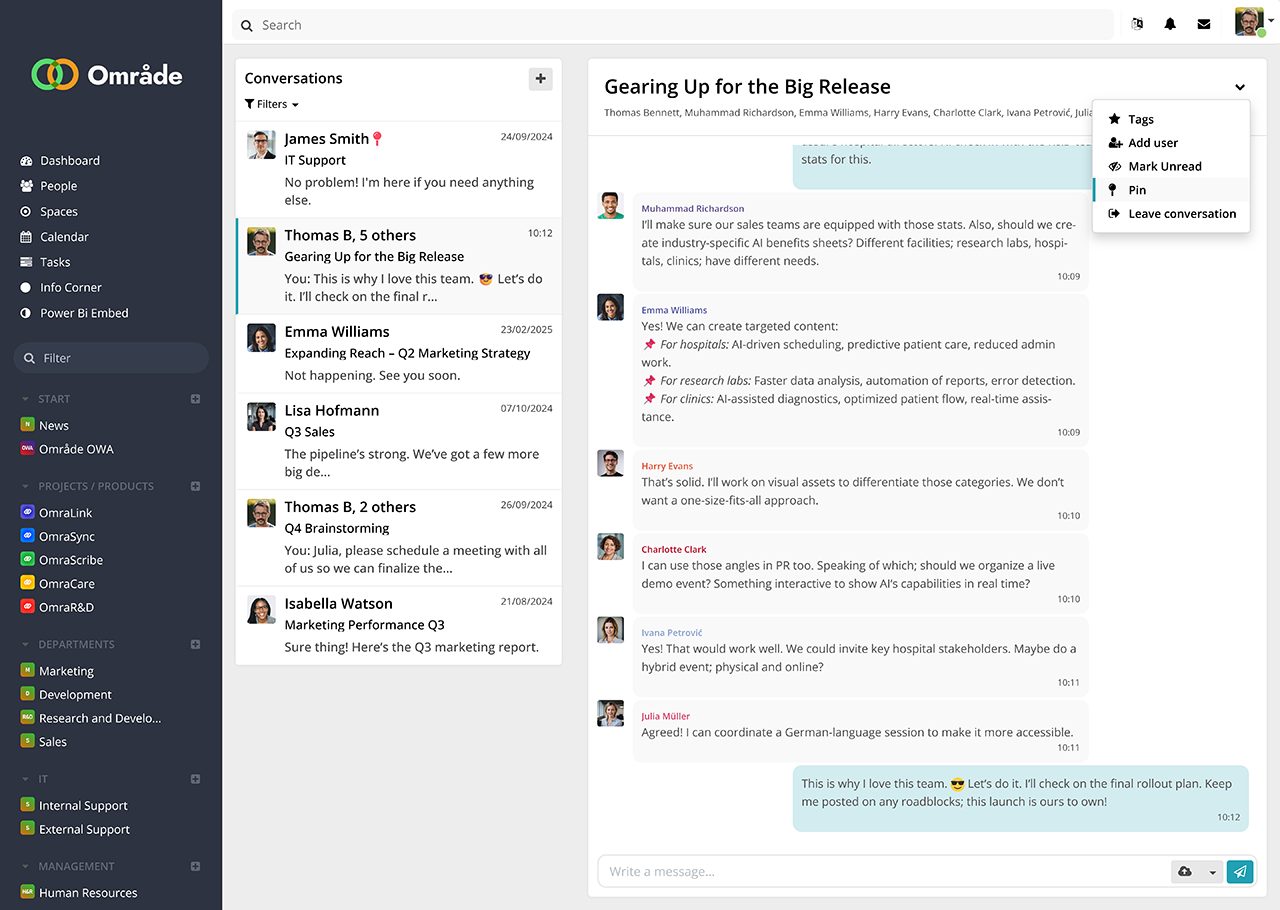 Område
Dashboard
People
Spaces
Calendar
Tasks
Info Corner
Power Bi Embed
Filter
START
N News
OWA Område OWA
PROJECTS / PRODUCTS
OmraLink
OmraSync
OmraScribe
OmraCare
OmraR&D
DEPARTMENTS
M Marketing
D Development
R&D Research and Develo...
S Sales
IT
S Internal Support
S External Support
MANAGEMENT
Human Resources
Search
Conversations
Filters
James Smith 24/09/2024
IT Support
No problem! I'm here if you need anything
else.
Thomas B, 5 others 10:12
Gearing Up for the Big Release
You: This is why I love this team. 😎 Let's do
it. I'll check on the final r...
Emma Williams 23/02/2025
Expanding Reach – Q2 Marketing Strategy
Not happening. See you soon.
Lisa Hofmann 07/10/2024
Q3 Sales
The pipeline's strong. We've got a few more
big de...
Thomas B, 2 others 26/09/2024
Q4 Brainstorming
You: Julia, please schedule a meeting with all
of us so we can finalize the...
Isabella Watson 21/08/2024
Marketing Performance Q3
Sure thing! Here's the Q3 marketing report.
Gearing Up for the Big Release
Thomas Bennett, Muhammad Richardson, Emma Williams, Harry Evans, Charlotte Clark, Ivana Petrović, Julia
Tags
Add user
Mark Unread
Pin
Leave conversation
stats for this.
Muhammad Richardson
I'll make sure our sales teams are equipped with those stats. Also, should we cre-
ate industry-specific AI benefits sheets? Different facilities; research labs, hospi-
tals, clinics; have different needs.
10:09
Emma Williams
Yes! We can create targeted content:
📌 For hospitals: AI-driven scheduling, predictive patient care, reduced admin
work.
📌 For research labs: Faster data analysis, automation of reports, error detection.
📌 For clinics: AI-assisted diagnostics, optimized patient flow, real-time assis-
tance.
10:09
Harry Evans
That's solid. I'll work on visual assets to differentiate those categories. We don't
want a one-size-fits-all approach.
10:10
Charlotte Clark
I can use those angles in PR too. Speaking of which; should we organize a live
demo event? Something interactive to show AI's capabilities in real time?
10:10
Ivana Petrović
Yes! That would work well. We could invite key hospital stakeholders. Maybe do a
hybrid event; physical and online?
10:11
Julia Müller
Agreed! I can coordinate a German-language session to make it more accessible.
10:11
This is why I love this team. 😎 Let's do it. I'll check on the final rollout plan. Keep
me posted on any roadblocks; this launch is ours to own!
10:12
Write a message...